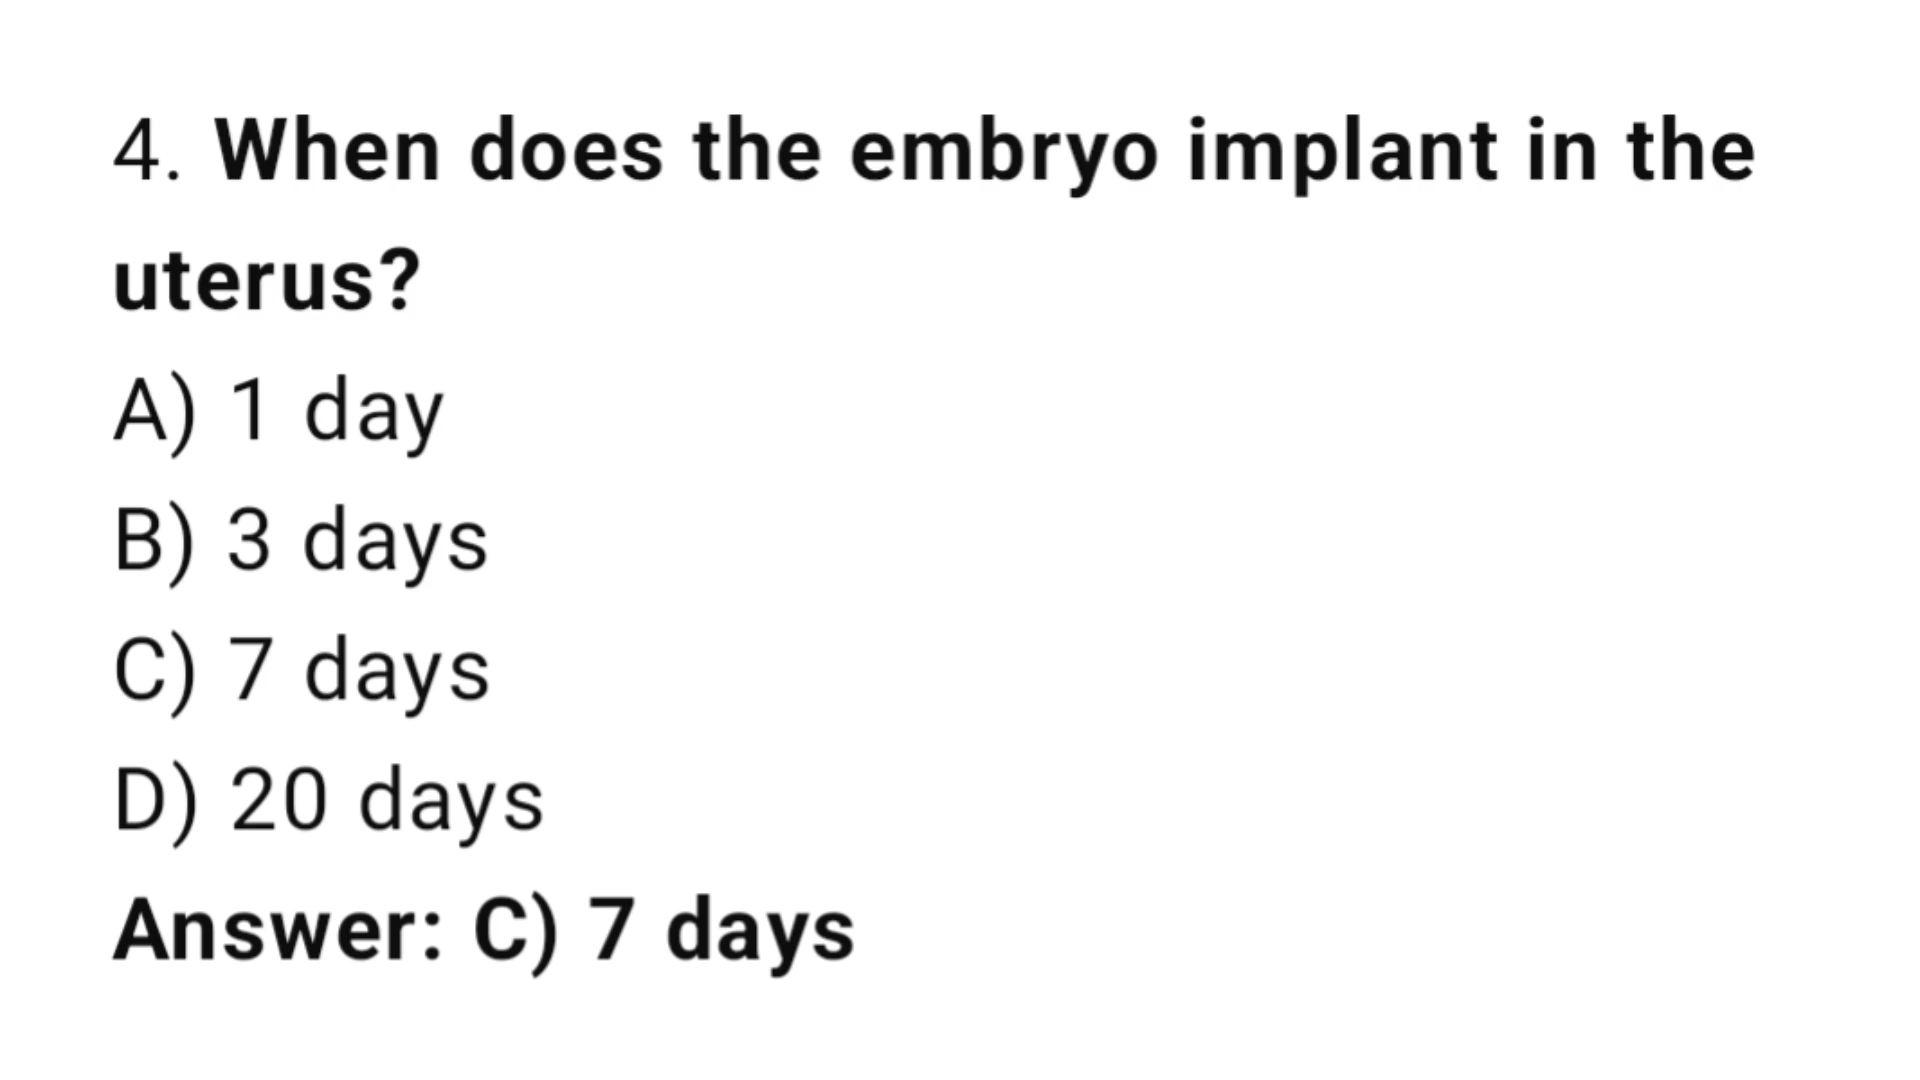 4. When does the embryo implant in the
uterus?
A) 1 day
B) 3 days
C) 7 days
D) 20 days
Answer: C) 7 days